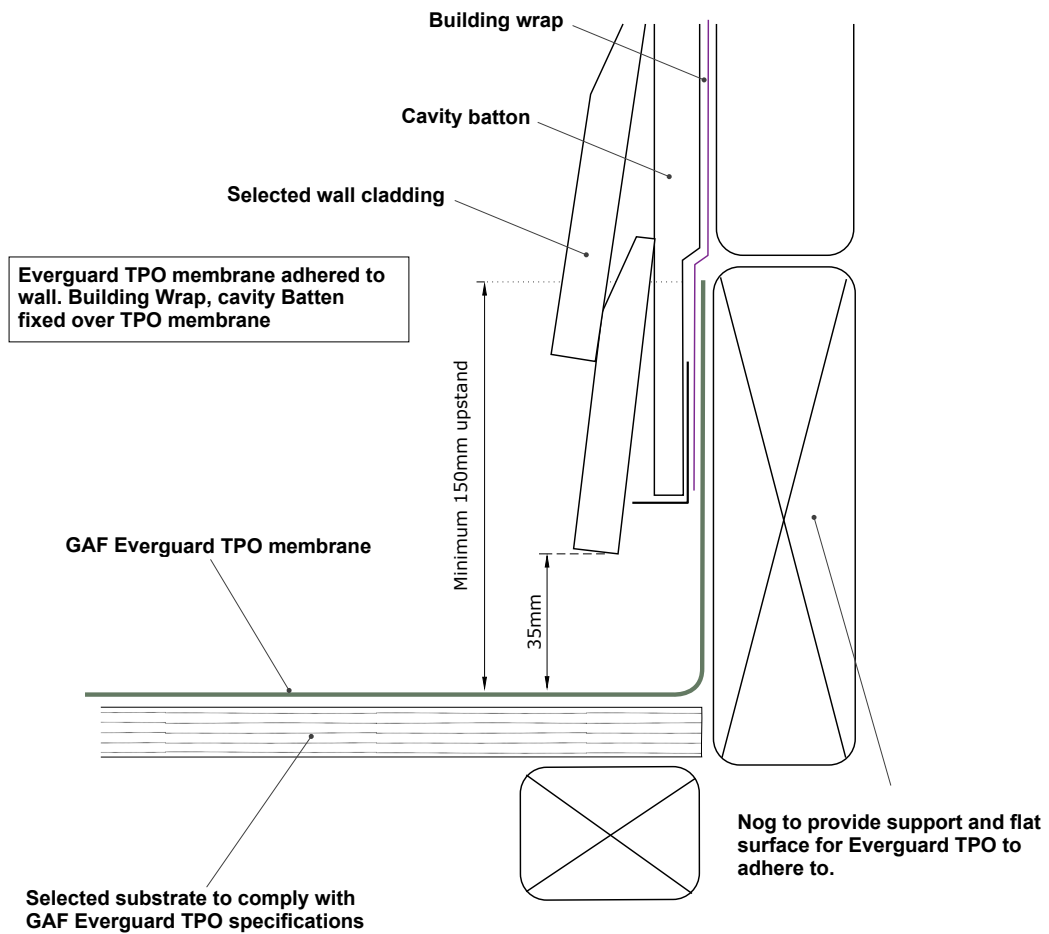 Building wrap
Cavity batton
Selected wall cladding
Everguard TPO membrane adhered to
wall. Building Wrap, cavity Batten
fixed over TPO membrane
Minimum 150mm upstand
GAF Everguard TPO membrane
35mm
Nog to provide support and flat
surface for Everguard TPO to
adhere to.
Selected substrate to comply with
GAF Everguard TPO specifications